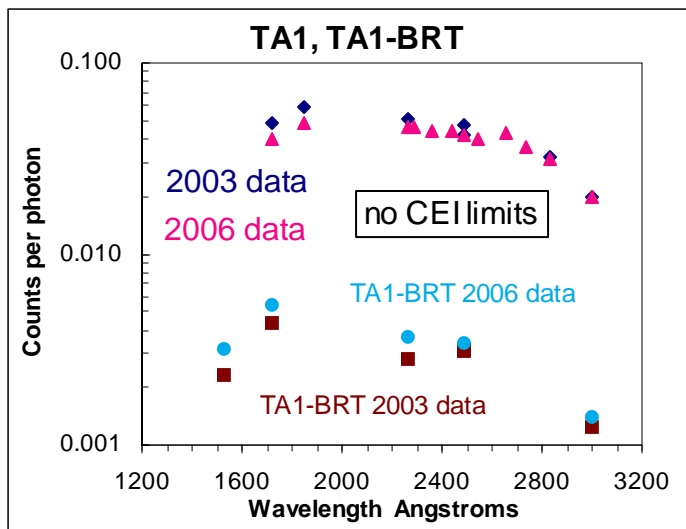 TA1, TA1-BRT
0.100
2003 data
2006 data
no CEI limits
Counts per photon
0.010
TA1-BRT 2006 data
TA1-BRT 2003 data
0.001
1200 1600 2000 2400 2800 3200
Wavelength Angstroms